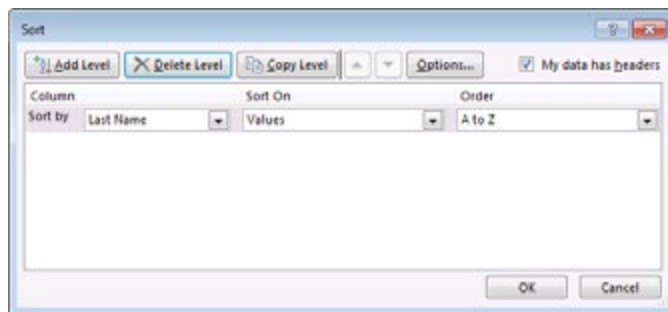 Sort
Add Level Delete Level Copy Level Options... My data has headers
Column Sort On Order
Sort by Last Name Values A to Z
OK Cancel